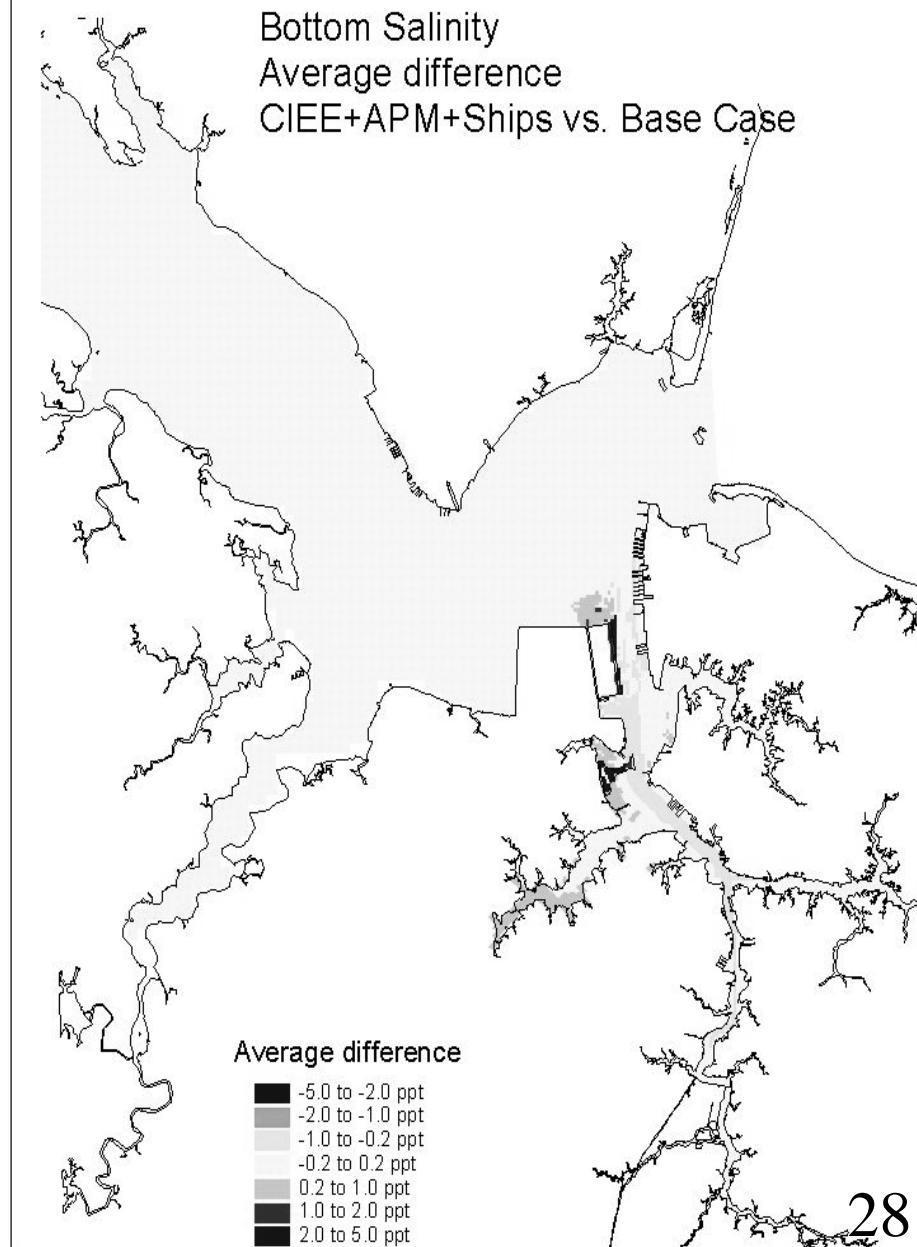 Bottom Salinity
Average difference
CIEE+APM+Ships vs. Base Case
Average difference
-5.0 to -2.0 ppt
-2.0 to -1.0 ppt
-1.0 to -0.2 ppt
-0.2 to 0.2 ppt
0.2 to 1.0 ppt
1.0 to 2.0 ppt
2.0 to 5.0 ppt
28